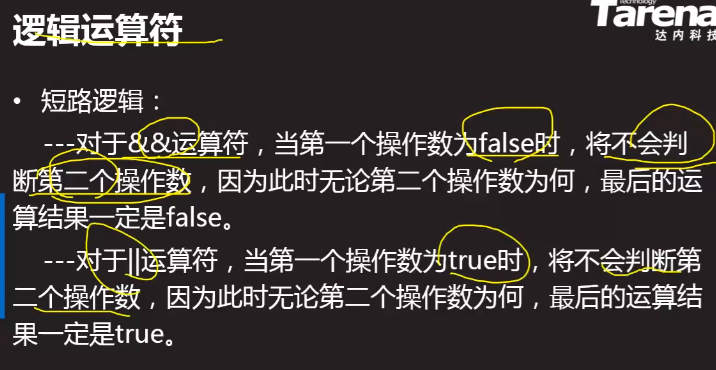 逻辑运算符
Technology
Tarena
达内科技
• 短路逻辑：
---对于&&运算符，当第一个操作数为false时，将不会判
断第二个操作数，因为此时无论第二个操作数为何，最后的运
算结果一定是false。
---对于||运算符，当第一个操作数为true时，将不会判断第
二个操作数，因为此时无论第二个操作数为何，最后的运算结
果一定是true。